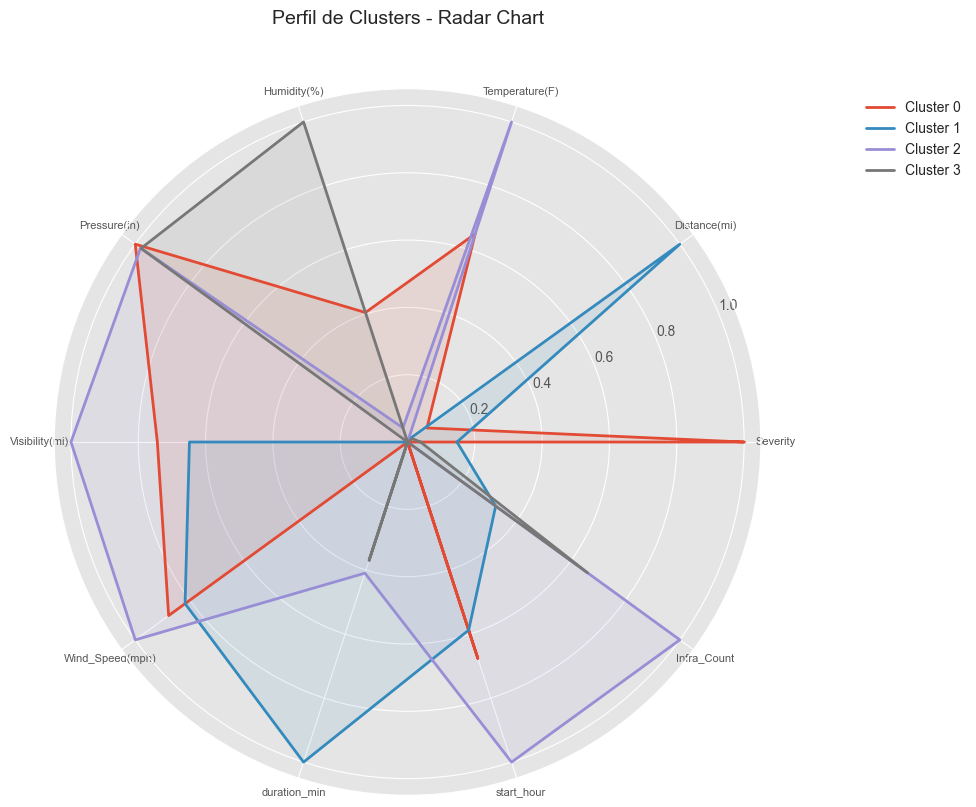 Perfil de Clusters - Radar Chart
Humidity(%)
Temperature(F)
Cluster 0
Cluster 1
Cluster 2
Cluster 3
Pressure(in)
Distance(mi)
1.0
0.8
0.6
0.4
0.2
Visibility(mi)
Severity
Wind_Speed(mph)
Infra_Count
duration_min
start_hour